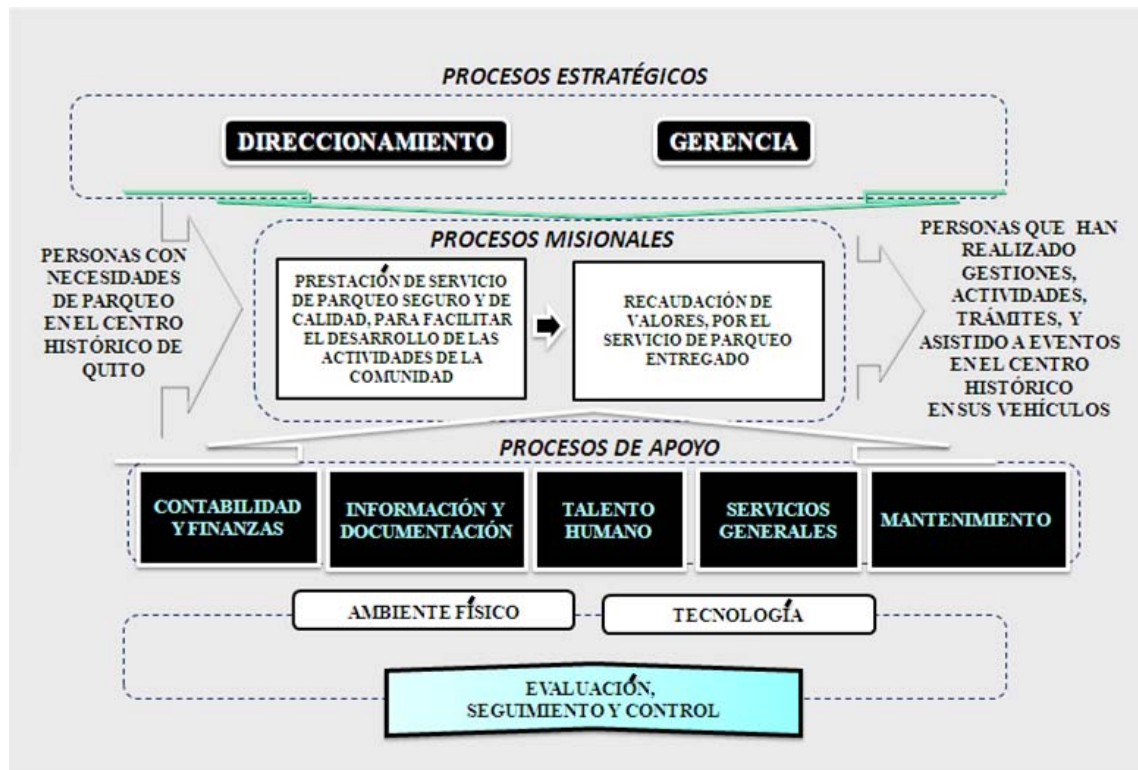 PROCESOS ESTRATÉGICOS
DIRECCIONAMIENTO
GERENCIA
PERSONAS CON
NECESIDADES
DE PARQUEO
EN EL CENTRO
HISTÓRICO DE
QUITO
PROCESOS MISIONALES
PRESTACIÓN DE SERVICIO
DE PARQUEO SEGURO Y DE
CALIDAD, PARA FACILITAR
EL DESARROLLO DE LAS
ACTIVIDADES DE LA
COMUNIDAD
RECAUDACIÓN DE
VALORES, POR EL
SERVICIO DE PARQUEO
ENTREGADO
PERSONAS QUE HAN
REALIZADO
GESTIONES,
ACTIVIDADES,
TRÁMITES, Y
ASISTIDO A EVENTOS
EN EL CENTRO
HISTÓRICO
EN SUS VEHÍCULOS
PROCESOS DE APOYO
CONTABILIDAD
Y FINANZAS
INFORMACIÓN Y
DOCUMENTACIÓN
TALENTO
HUMANO
SERVICIOS
GENERALES
MANTENIMIENTO
AMBIENTE FÍSICO
TECNOLOGÍA
EVALUACIÓN,
SEGUIMIENTO Y CONTROL